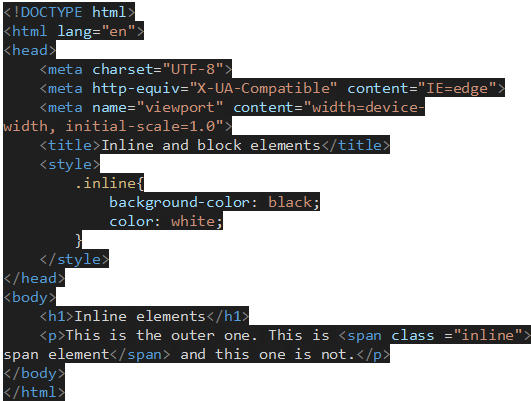 <!DOCTYPE html>
<html lang="en">
<head>
    <meta charset="UTF-8">
    <meta http-equiv="X-UA-Compatible" content="IE=edge">
    <meta name="viewport" content="width=device-
width, initial-scale=1.0">
    <title>Inline and block elements</title>
    <style>
        .inline{
            background-color: black;
            color: white;
        }
    </style>
</head>
<body>
    <h1>Inline elements</h1>
    <p>This is the outer one. This is <span class ="inline">
span element</span> and this one is not.</p>
</body>
</html>